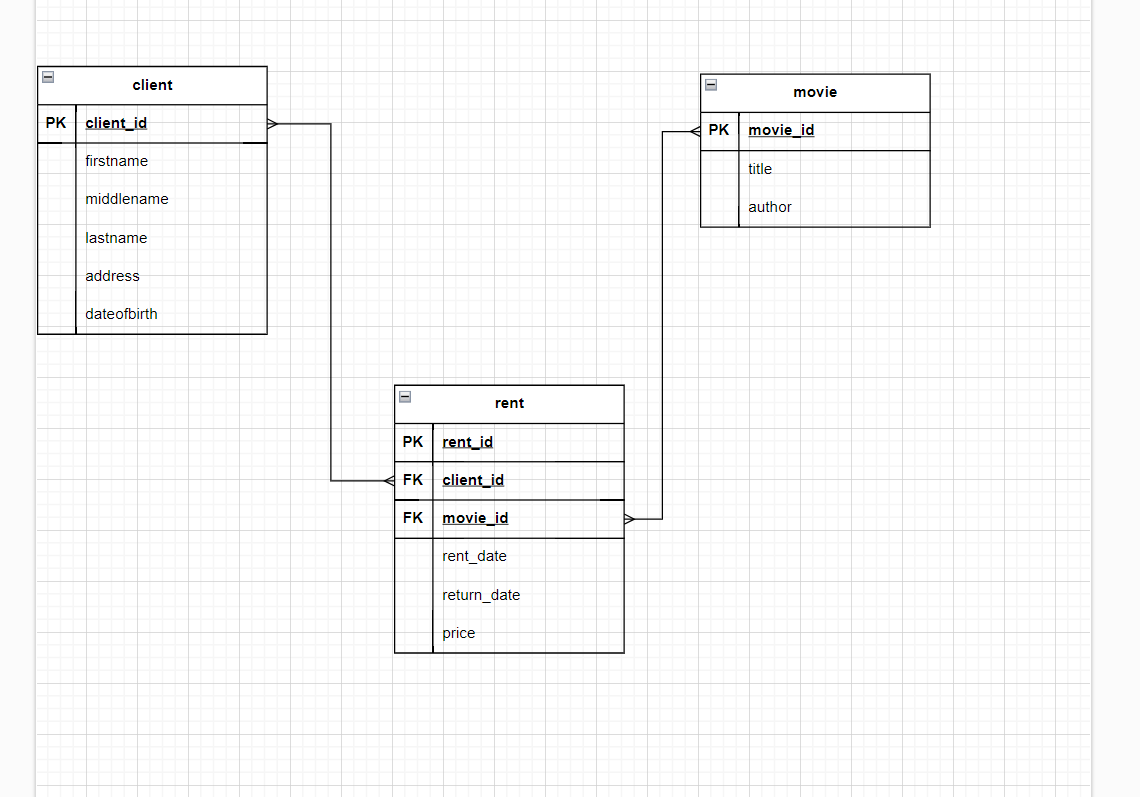 client
PK client_id
firstname
middlename
lastname
address
dateofbirth
movie
PK movie_id
title
author
rent
PK rent_id
FK client_id
FK movie_id
rent_date
return_date
price